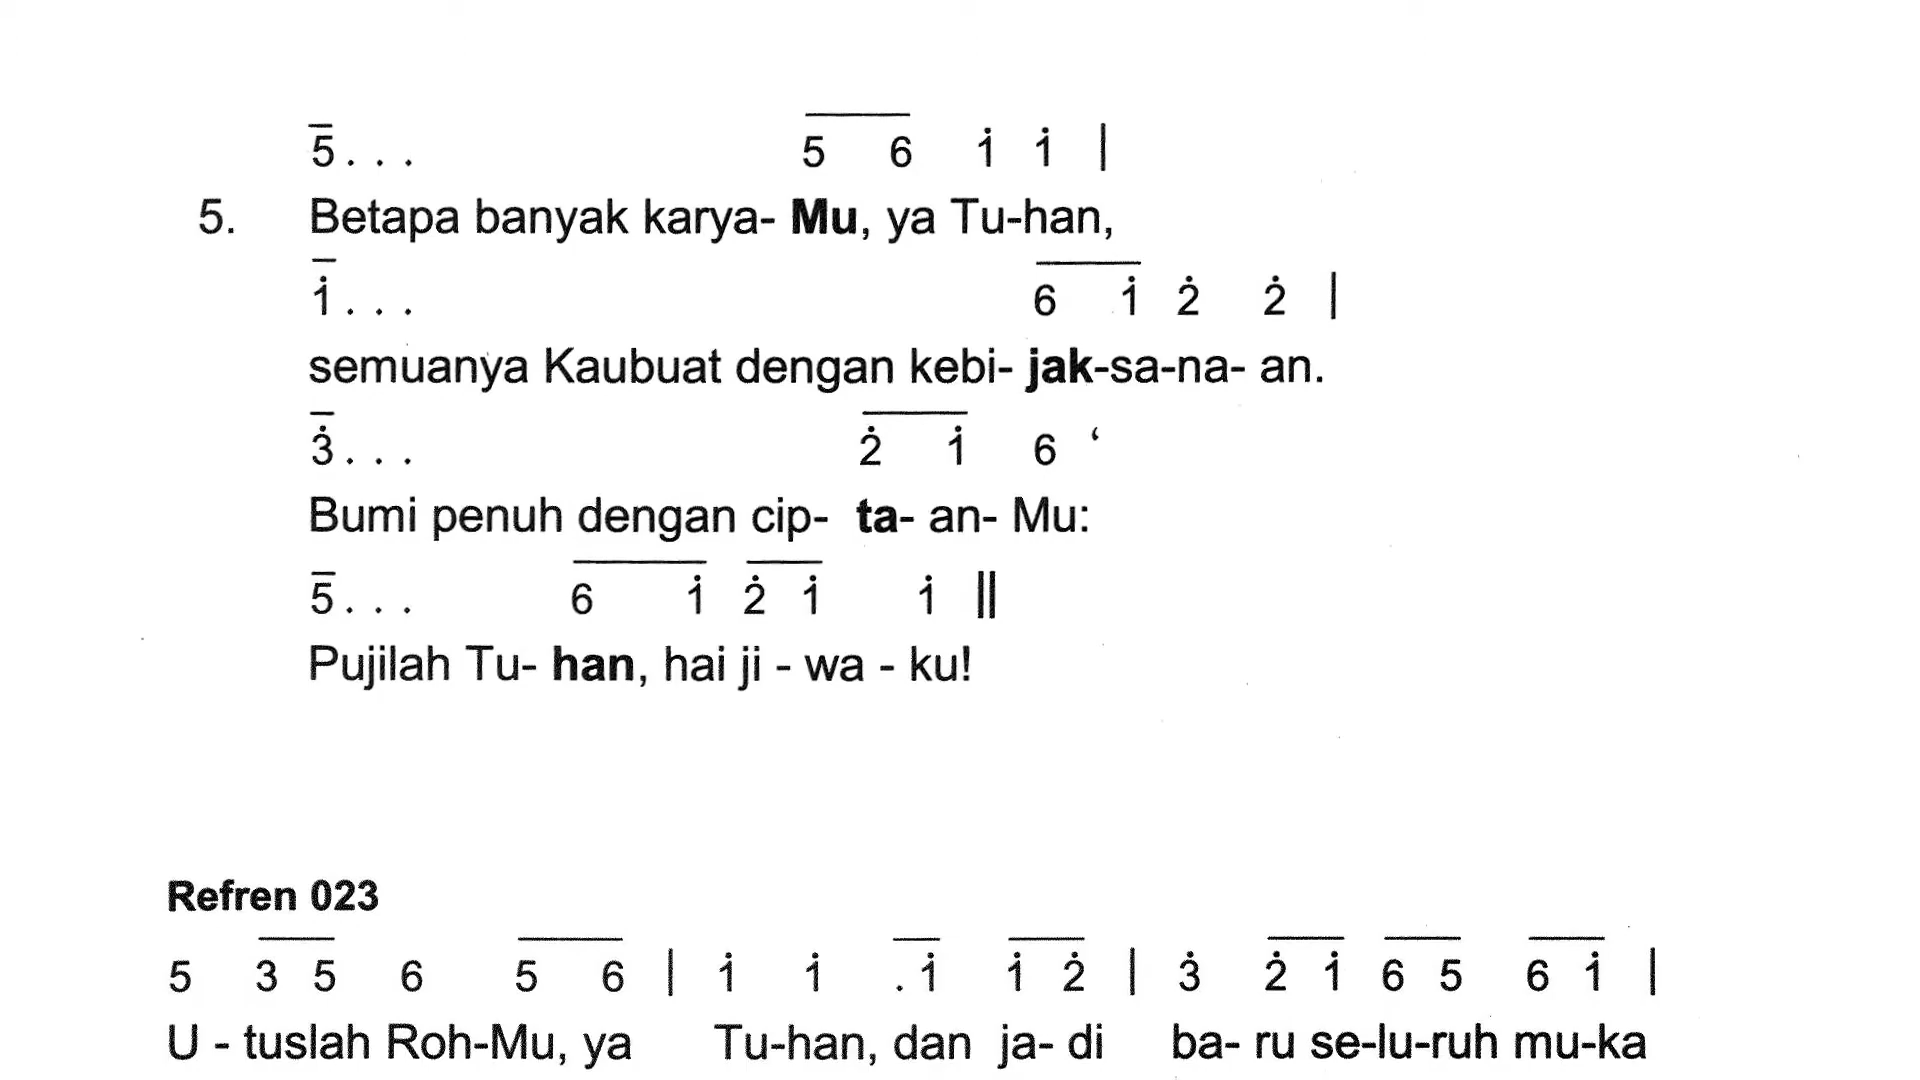 5̅ . . . 5 6 1̇ 1̇ |
5. Betapa banyak karya- Mu, ya Tu-han,
1̇ . . . 6 1̇ 2̇ 2̇ |
semuanya Kaubuat dengan kebi- jak-sa-na- an.
3̇ . . . 2̇ 1̇ 6 ‘
Bumi penuh dengan cip- ta- an- Mu:
5̅ . . . 6 1̇ 2̇ 1̇ 1̇ ||
Pujilah Tu- han, hai ji - wa - ku!
Refren 023
5 3 5 6 5 6 | 1̇ 1̇ . 1̇ 1̇ 2̇ | 3̇ 2̇ 1̇ 6 5 6 1̇ |
U - tuslah Roh-Mu, ya Tu-han, dan ja- di ba- ru se-lu-ruh mu-ka